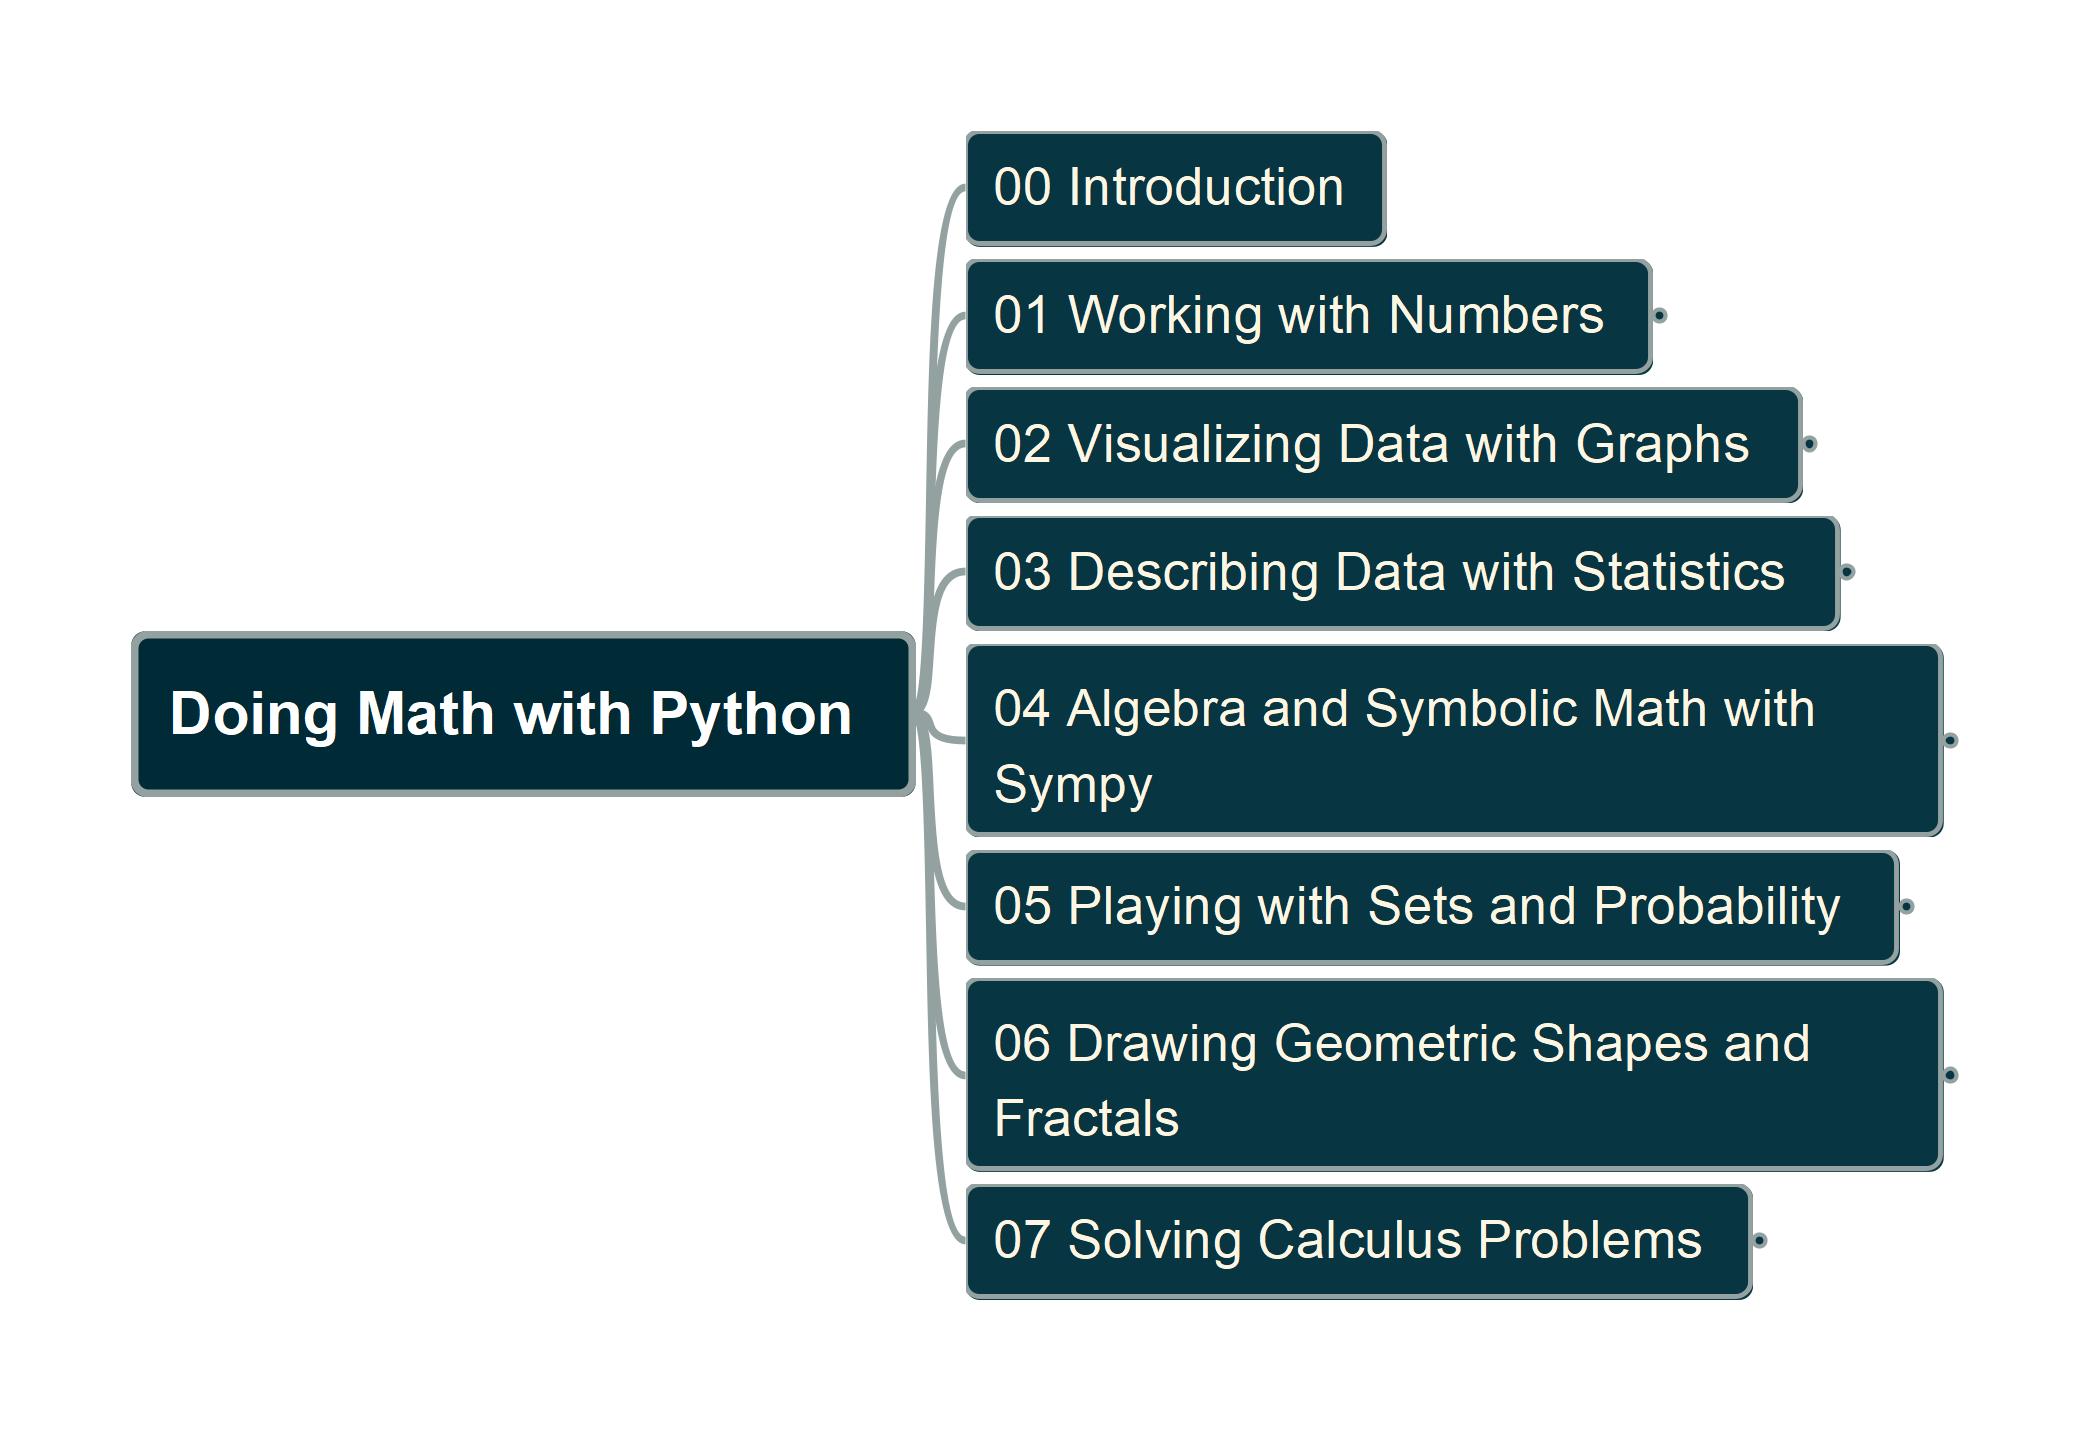 00 Introduction
01 Working with Numbers
02 Visualizing Data with Graphs
03 Describing Data with Statistics
Doing Math with Python
04 Algebra and Symbolic Math with
Sympy
05 Playing with Sets and Probability
06 Drawing Geometric Shapes and
Fractals
07 Solving Calculus Problems